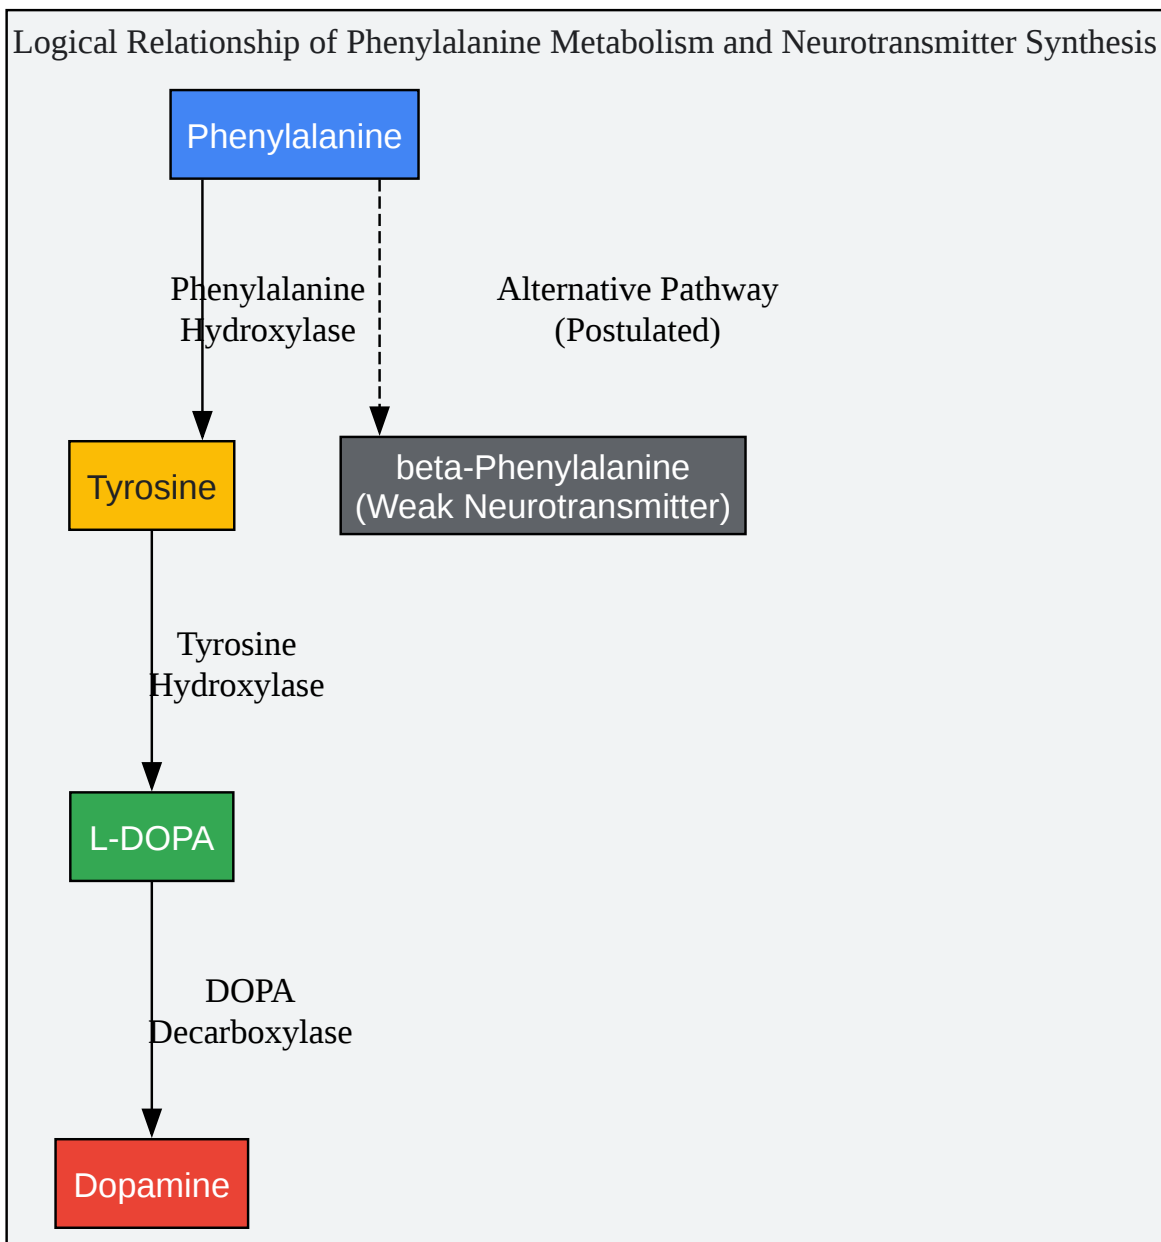 Logical Relationship of Phenylalanine Metabolism and Neurotransmitter Synthesis
Phenylalanine
Phenylalanine
Hydroxylase
Alternative Pathway
(Postulated)
Tyrosine
beta-Phenylalanine
(Weak Neurotransmitter)
Tyrosine
Hydroxylase
L-DOPA
DOPA
Decarboxylase
Dopamine